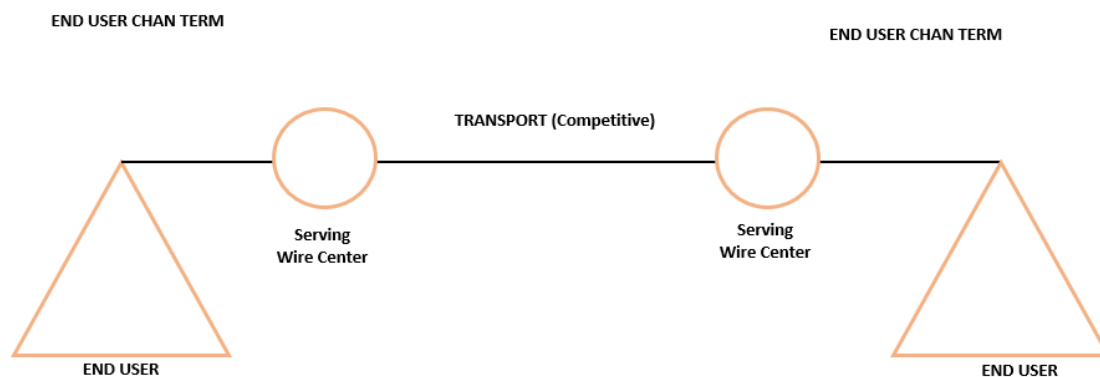 END USER CHAN TERM
END USER CHAN TERM
TRANSPORT (Competitive)
Serving
Wire Center
Serving
Wire Center
END USER
END USER